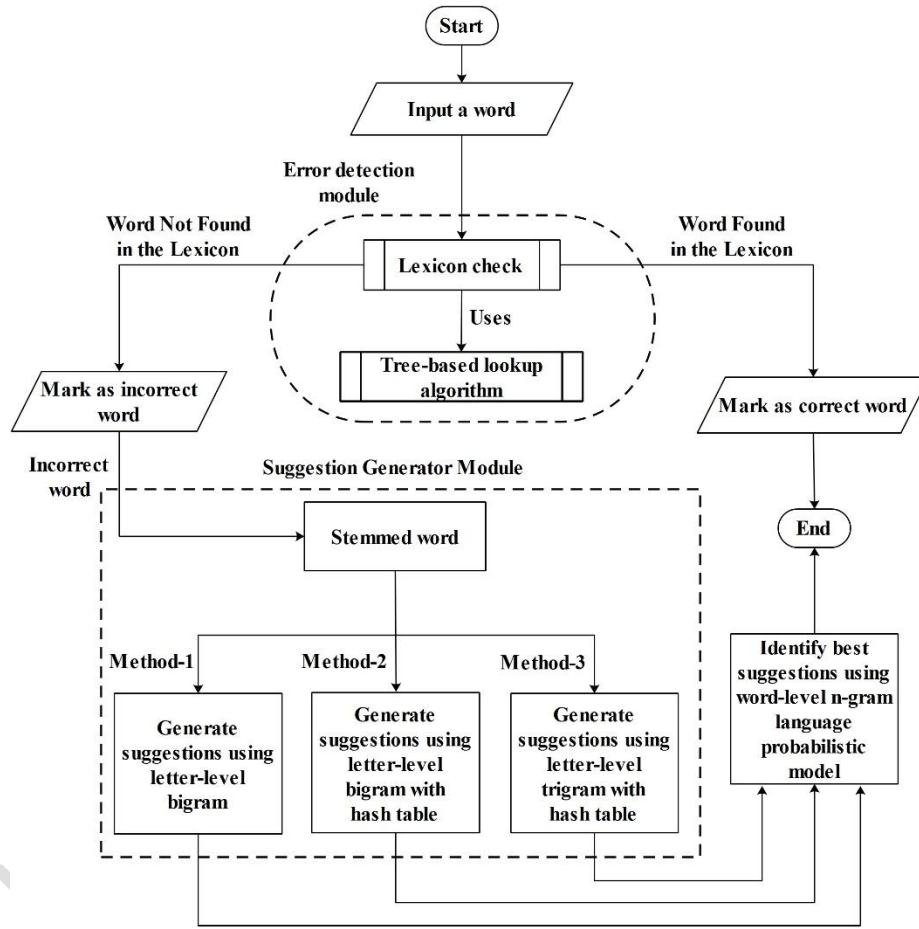 Start
Input a word
Error detection
module
Word Not Found
in the Lexicon
Word Found
in the Lexicon
Lexicon check
Uses
Tree-based lookup
algorithm
Mark as incorrect
word
Mark as correct word
Incorrect
word
Suggestion Generator Module
Stemmed word
End
Method-1
Method-2
Method-3
Generate
suggestions using
letter-level
bigram
Generate
suggestions using
letter-level
bigram with
hash table
Generate
suggestions using
letter-level
trigram with
hash table
Identify best
suggestions using
word-level n-gram
language
probabilistic
model